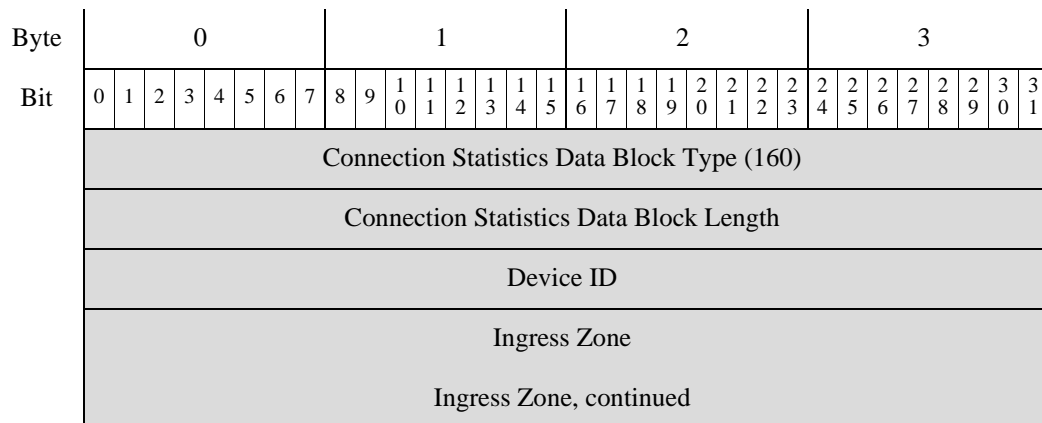 Byte 0 1 2 3
Bit 0 1 2 3 4 5 6 7 8 9 10 11 12 13 14 15 16 17 18 19 20 21 22 23 24 25 26 27 28 29 30 31
Connection Statistics Data Block Type (160)
Connection Statistics Data Block Length
Device ID
Ingress Zone
Ingress Zone, continued